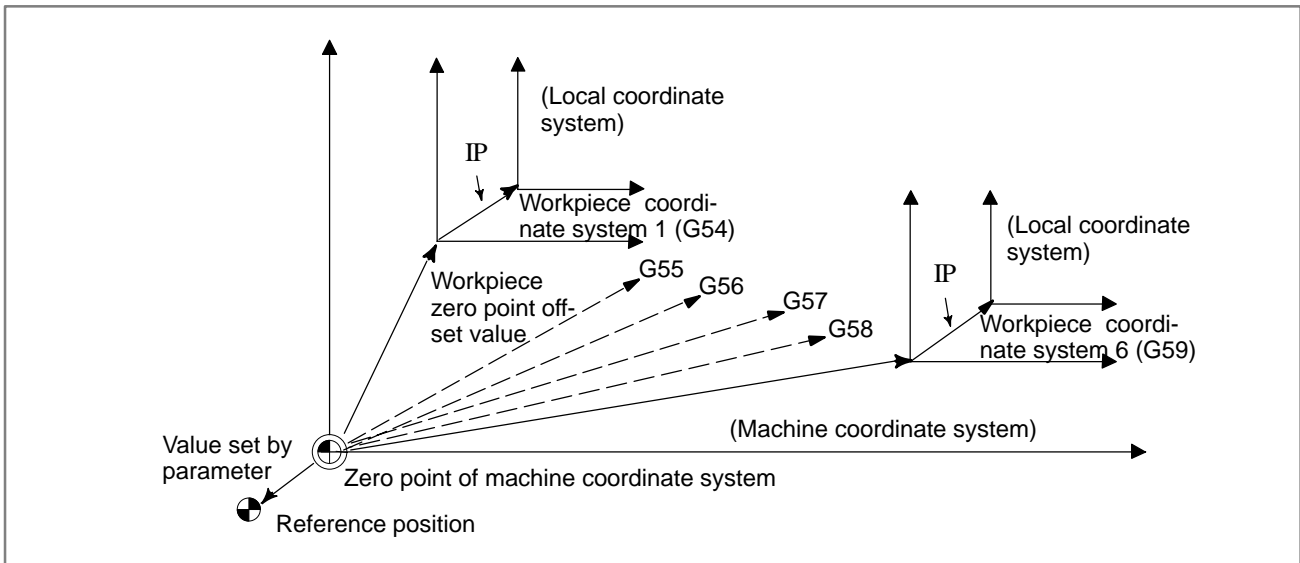 (Local coordinate
system)
IP
Workpiece coordi-
nate system 1 (G54)
Workpiece
zero point off-
set value
G55
G56
G57
G58
(Local coordinate
system)
IP
Workpiece coordi-
nate system 6 (G59)
(Machine coordinate system)
Value set by
parameter
Zero point of machine coordinate system
Reference position